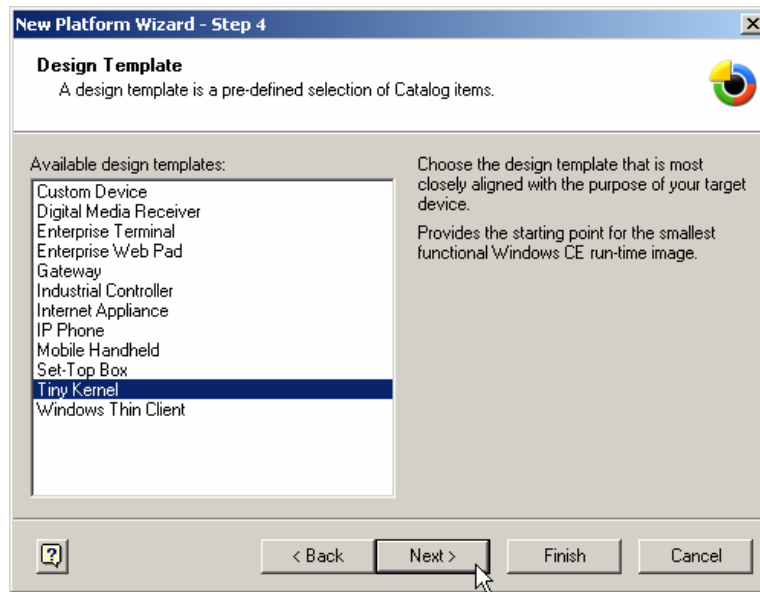 New Platform Wizard - Step 4
Design Template
A design template is a pre-defined selection of Catalog items.
Available design templates:
Custom Device
Digital Media Receiver
Enterprise Terminal
Enterprise Web Pad
Gateway
Industrial Controller
Internet Appliance
IP Phone
Mobile Handheld
Set-Top Box
Tiny Kernel
Windows Thin Client
Choose the design template that is most
closely aligned with the purpose of your target
device.
Provides the starting point for the smallest
functional Windows CE run-time image.
?
< Back
Next >
Finish
Cancel